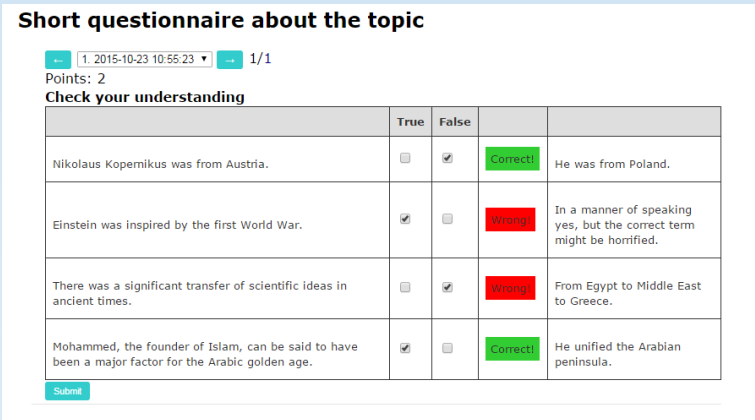 Short questionnaire about the topic
← 1. 2015-10-23 10:55:23 ▼ → 1/1
Points: 2
Check your understanding
True False
Nikolaus Kopernikus was from Austria. Correct! He was from Poland.
Einstein was inspired by the first World War. Wrong! In a manner of speaking
yes, but the correct term
might be horrified.
There was a significant transfer of scientific ideas in
ancient times. Wrong! From Egypt to Middle East
to Greece.
Mohammed, the founder of Islam, can be said to have
been a major factor for the Arabic golden age. Correct! He unified the Arabian
peninsula.
Submit